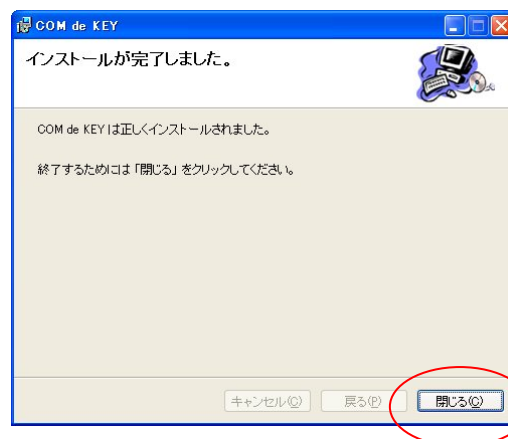 COM de KEY
インストールが完了しました。
COM de KEY は正しくインストールされました。
終了するためには「閉じる」をクリックしてください。
キャンセル(C) 戻る(P) 閉じる(C)